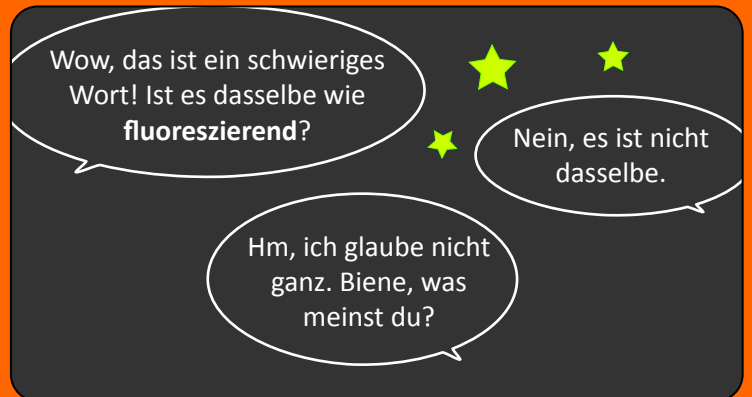 Wow, das ist ein schwieriges
Wort! Ist es dasselbe wie
fluoreszierend?
Nein, es ist nicht
dasselbe.
Hm, ich glaube nicht
ganz. Biene, was
meinst du?